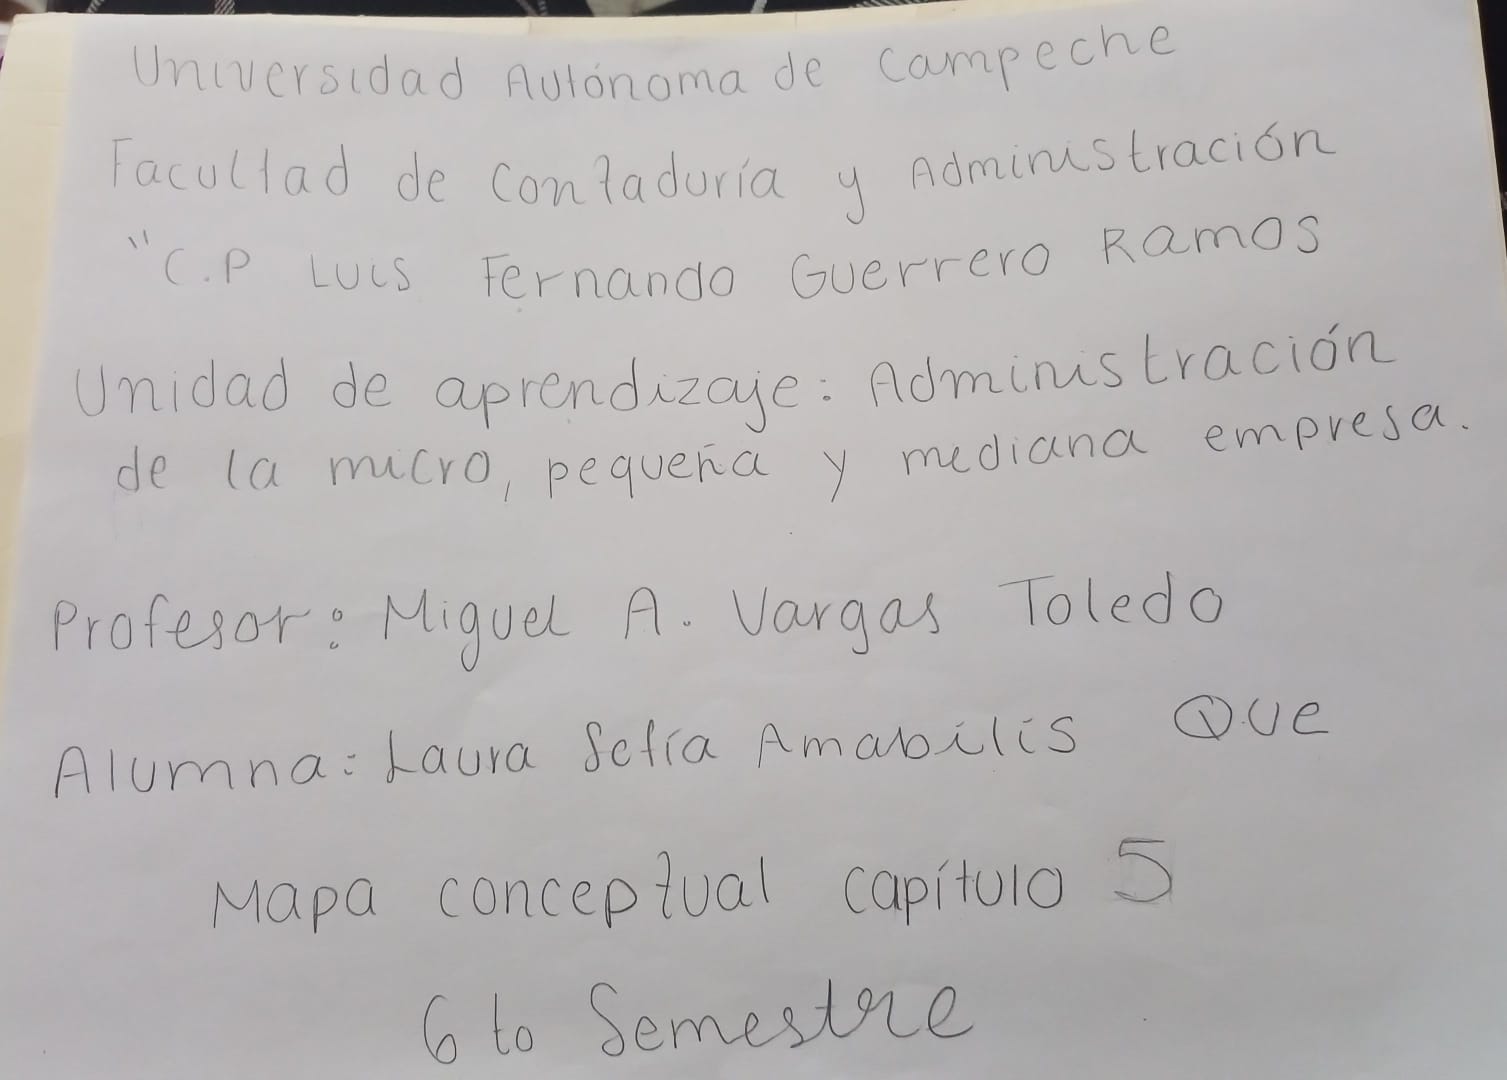 Universidad Autónoma de Campeche
Facultad de Contaduría y Administración
"C.P Luis Fernando Guerrero Ramos
Unidad de aprendizaje: Administración
de la micro, pequeña y mediana empresa.
Profesor: Miguel A. Vargas Toledo
Alumna: Laura Sofía Amabilis Que
Mapa conceptual capítulo 5
6 to Semestre